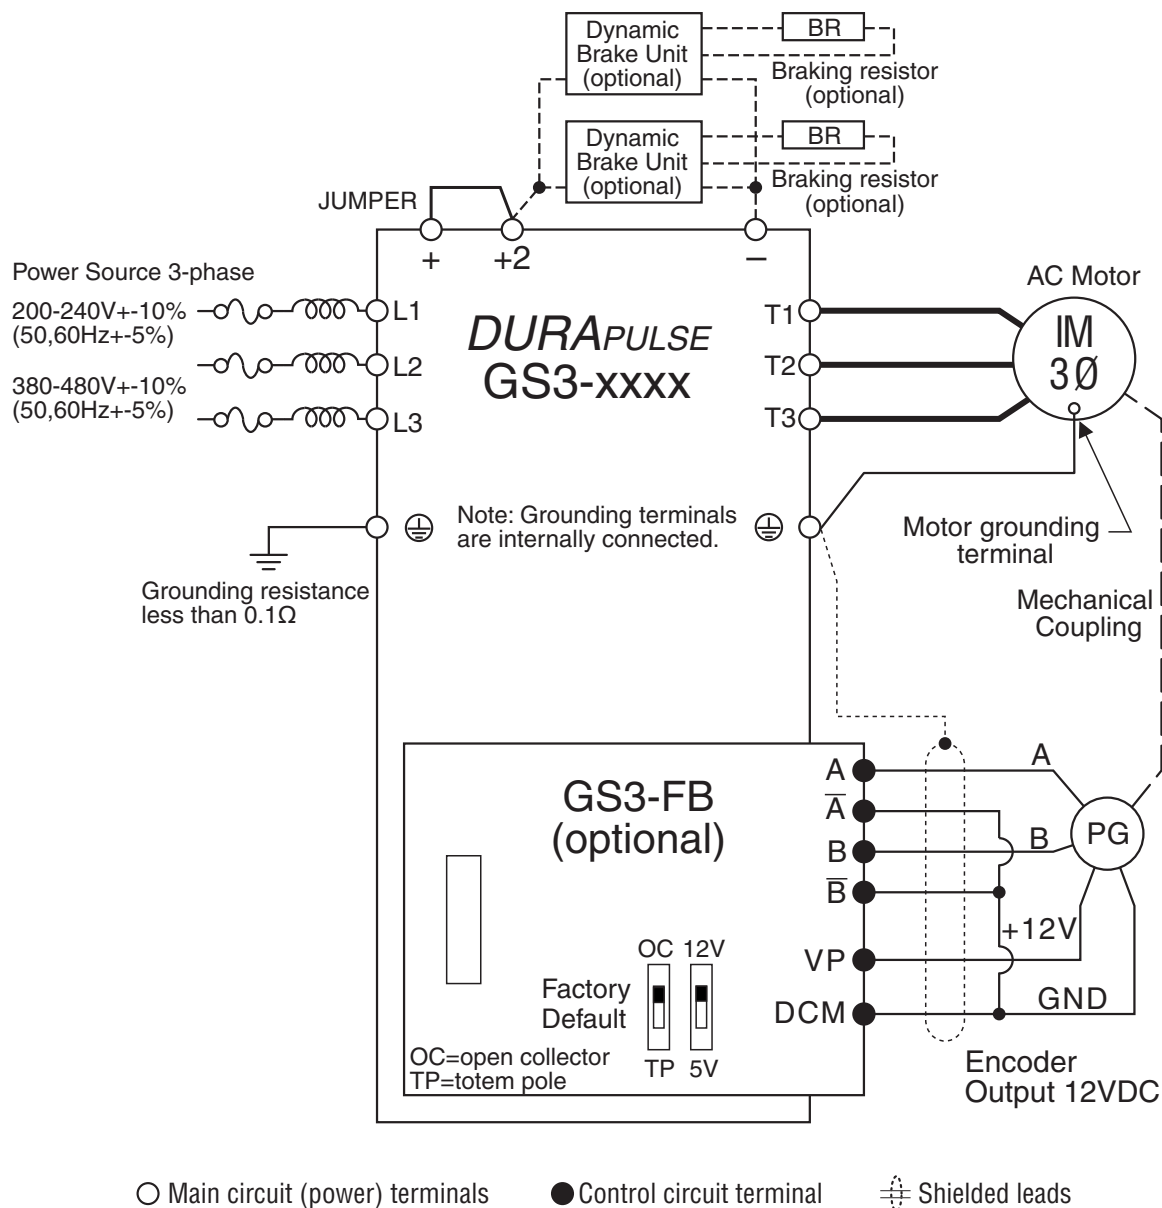 Dynamic
Brake Unit
(optional)
BR
Braking resistor
(optional)
Dynamic
Brake Unit
(optional)
BR
Braking resistor
(optional)
JUMPER
+
+2
−
Power Source 3-phase
200-240V+-10%
(50,60Hz+-5%)
380-480V+-10%
(50,60Hz+-5%)
L1
L2
L3
DURAPULSE
GS3-xxxx
T1
T2
T3
AC Motor
IM
3Ø
Note: Grounding terminals
are internally connected.
Grounding resistance
less than 0.1Ω
Motor grounding
terminal
Mechanical
Coupling
GS3-FB
(optional)
A
A̅
B
B̅
VP
DCM
A
B
PG
+12V
GND
OC 12V
Factory
Default
TP 5V
OC=open collector
TP=totem pole
Encoder
Output 12VDC
Main circuit (power) terminals
Control circuit terminal
Shielded leads